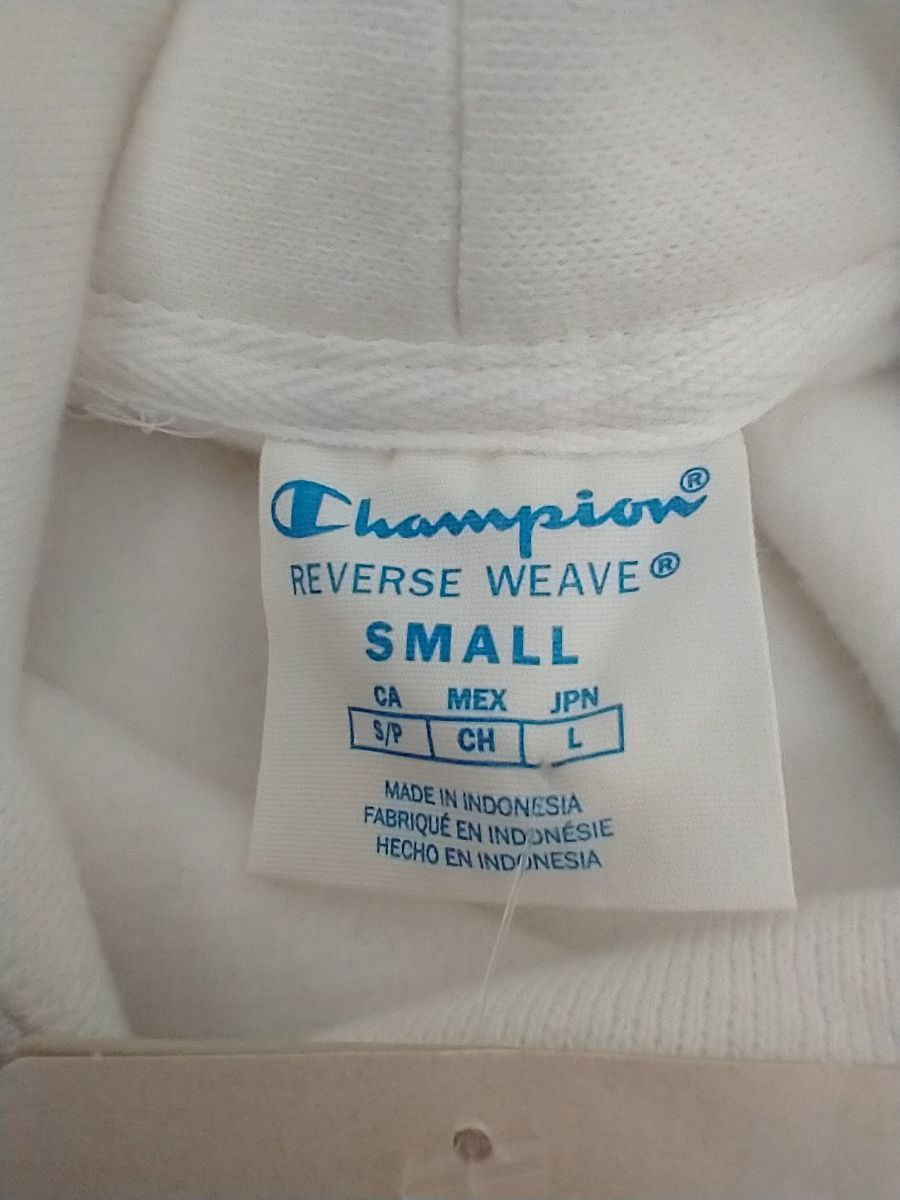 Champion®
REVERSE WEAVE®
SMALL
CA MEX JPN
S/P CH L
MADE IN INDONESIA
FABRIQUÉ EN INDONÉSIE
HECHO EN INDONESIA